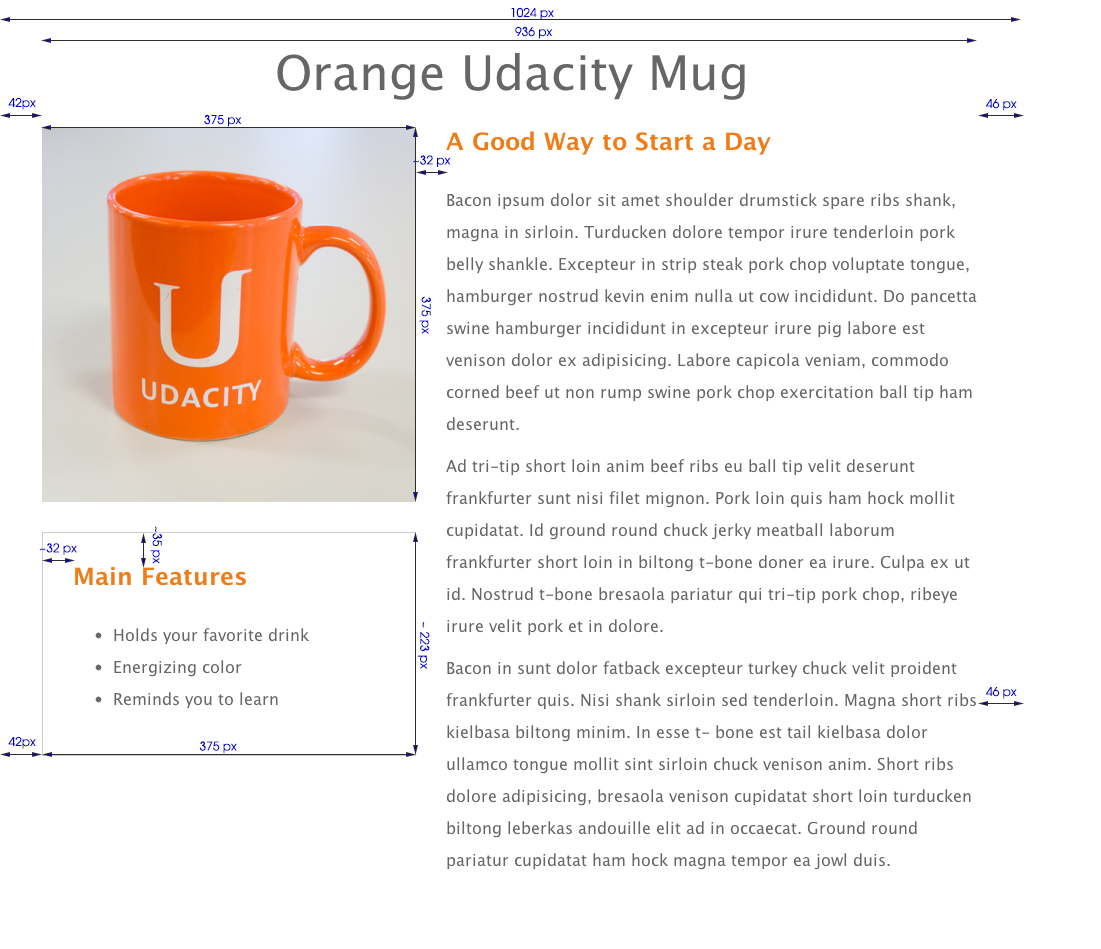 1024 px
936 px
Orange Udacity Mug
42px
46 px
375 px
A Good Way to Start a Day
~32 px
U
UDACITY
375 px
Bacon ipsum dolor sit amet shoulder drumstick spare ribs shank,
magna in sirloin. Turducken dolore tempor irure tenderloin pork
belly shankle. Excepteur in strip steak pork chop voluptate tongue,
hamburger nostrud kevin enim nulla ut cow incididunt. Do pancetta
swine hamburger incididunt in excepteur irure pig labore est
venison dolor ex adipisicing. Labore capicola veniam, commodo
corned beef ut non rump swine pork chop exercitation ball tip ham
deserunt.
Ad tri-tip short loin anim beef ribs eu ball tip velit deserunt
frankfurter sunt nisi filet mignon. Pork loin quis ham hock mollit
cupidatat. Id ground round chuck jerky meatball laborum
frankfurter short loin in biltong t-bone doner ea irure. Culpa ex ut
id. Nostrud t-bone bresaola pariatur qui tri-tip pork chop, ribeye
irure velit pork et in dolore.
Bacon in sunt dolor fatback excepteur turkey chuck velit proident
frankfurter quis. Nisi shank sirloin sed tenderloin. Magna short ribs
kielbasa biltong minim. In esse t- bone est tail kielbasa dolor
ullamco tongue mollit sint sirloin chuck venison anim. Short ribs
dolore adipisicing, bresaola venison cupidatat short loin turducken
biltong leberkas andouille elit ad in occaecat. Ground round
pariatur cupidatat ham hock magna tempor ea jowl duis.
46 px
~32 px
~35 px
Main Features
• Holds your favorite drink
• Energizing color
• Reminds you to learn
~ 223 px
42px
375 px